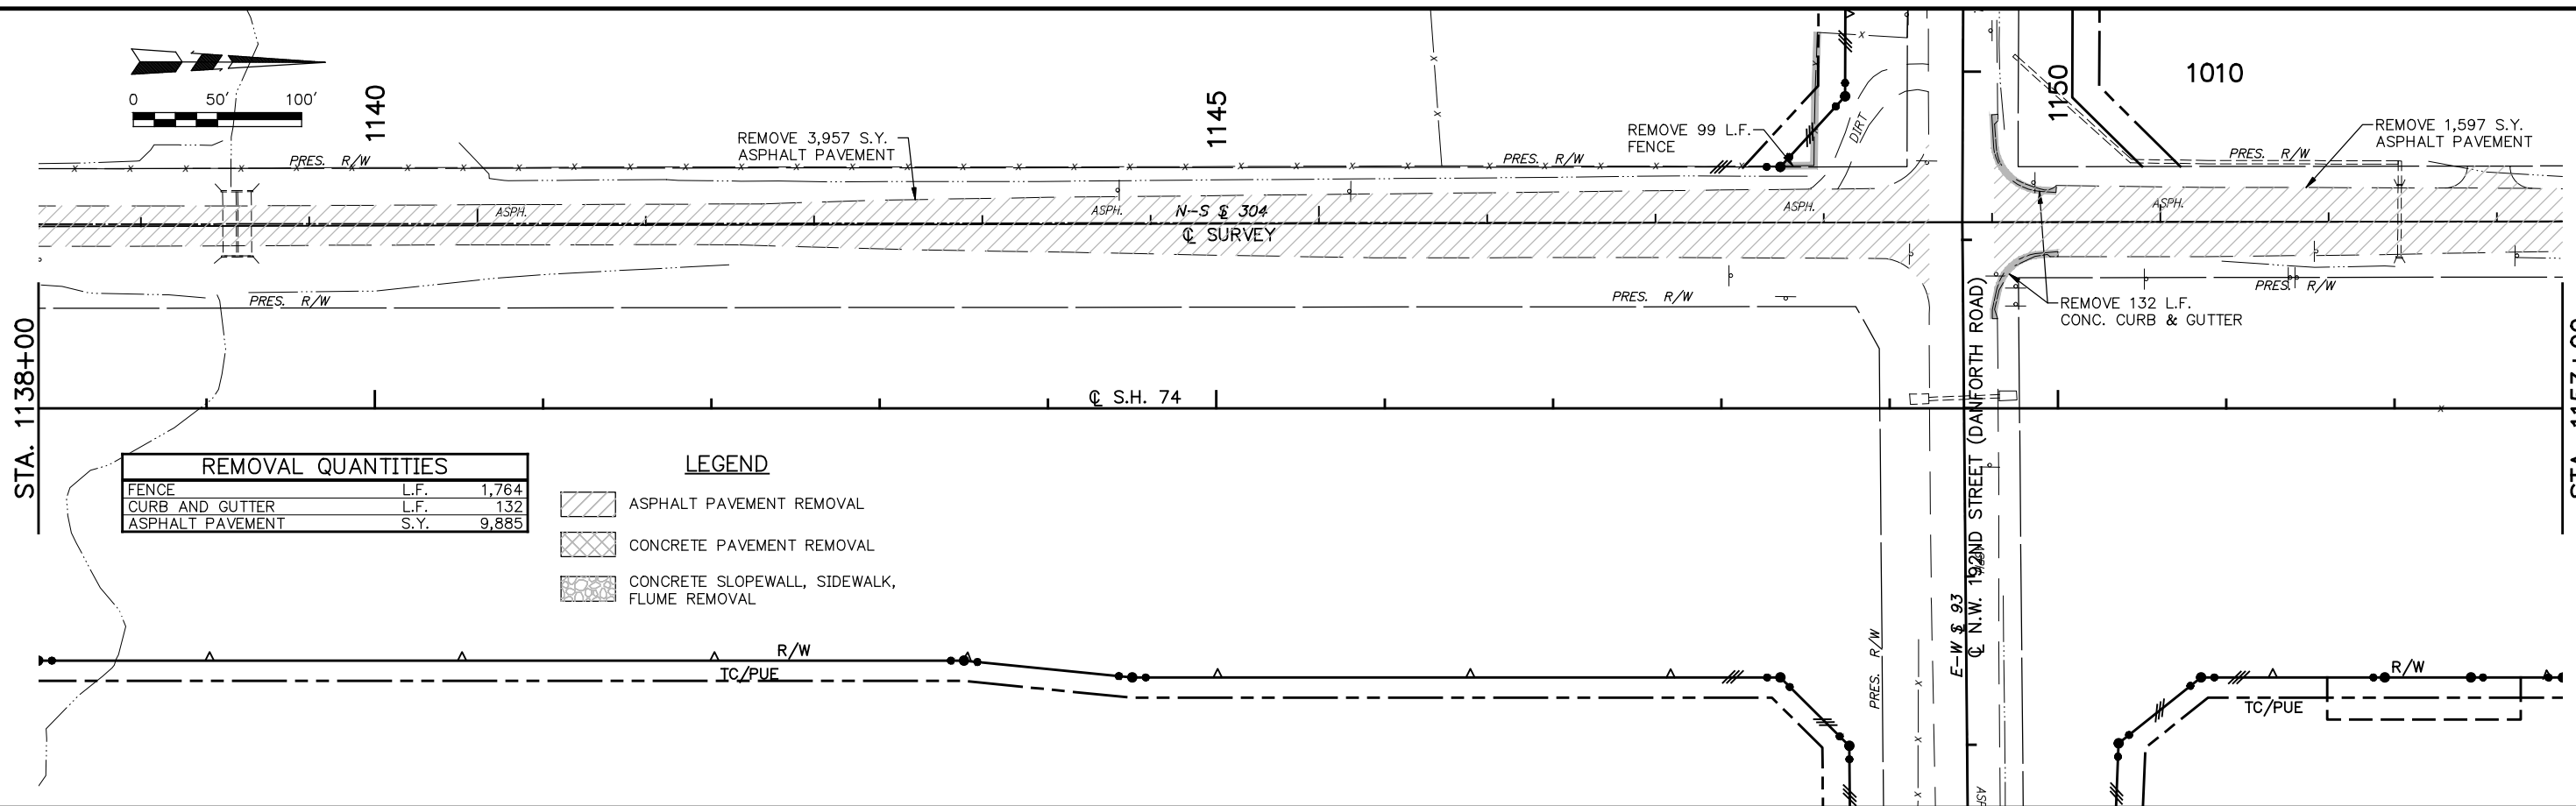 0 50' 100'
1140
1145
1150
1010
REMOVE 3,957 S.Y.
ASPHALT PAVEMENT
REMOVE 99 L.F.
FENCE
DIRT
REMOVE 1,597 S.Y.
ASPHALT PAVEMENT
PRES. R/W
PRES. R/W
PRES. R/W
ASPH.
ASPH.
N-S ℄ 304
ASPH.
ASPH.
℄ SURVEY
PRES. R/W
PRES. R/W
PRES. R/W
REMOVE 132 L.F.
CONC. CURB & GUTTER
STA. 1138+00
℄ S.H. 74
REMOVAL QUANTITIES
FENCE L.F. 1,764
CURB AND GUTTER L.F. 132
ASPHALT PAVEMENT S.Y. 9,885
LEGEND
ASPHALT PAVEMENT REMOVAL
CONCRETE PAVEMENT REMOVAL
CONCRETE SLOPEWALL, SIDEWALK,
FLUME REMOVAL
E-W ℄ 93
℄ N.W. 192ND STREET (DANFORTH ROAD)
PRES. R/W
R/W
TC/PUE
R/W
TC/PUE